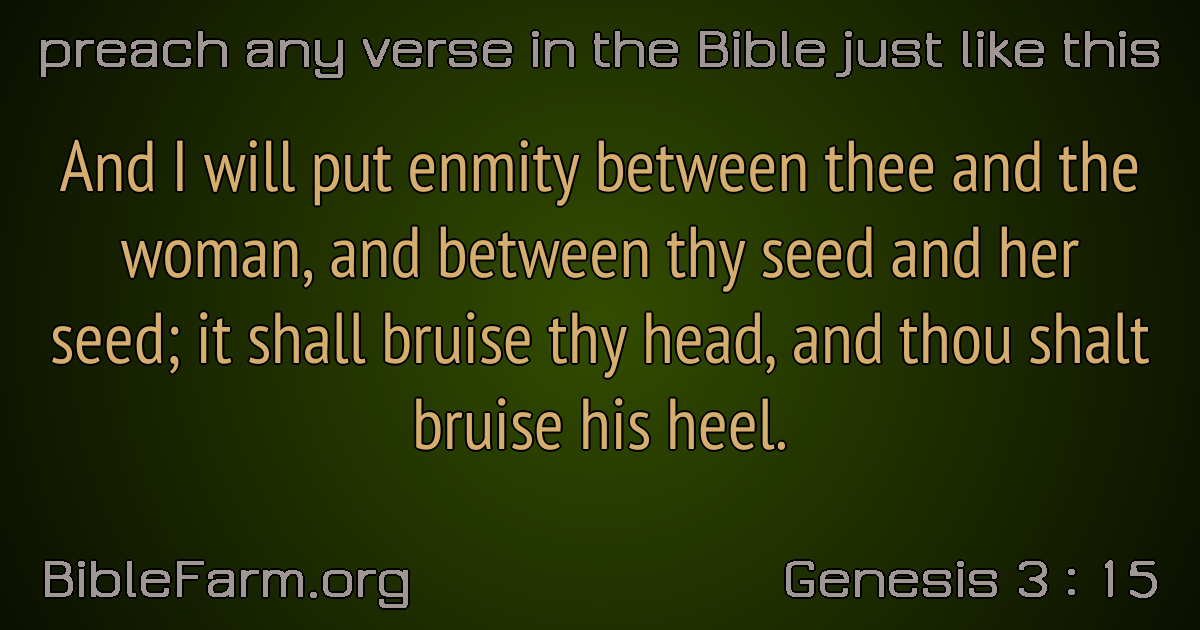 preach any verse in the Bible just like this
And I will put enmity between thee and the
woman, and between thy seed and her
seed; it shall bruise thy head, and thou shalt
bruise his heel.
BibleFarm.org
Genesis 3 : 15